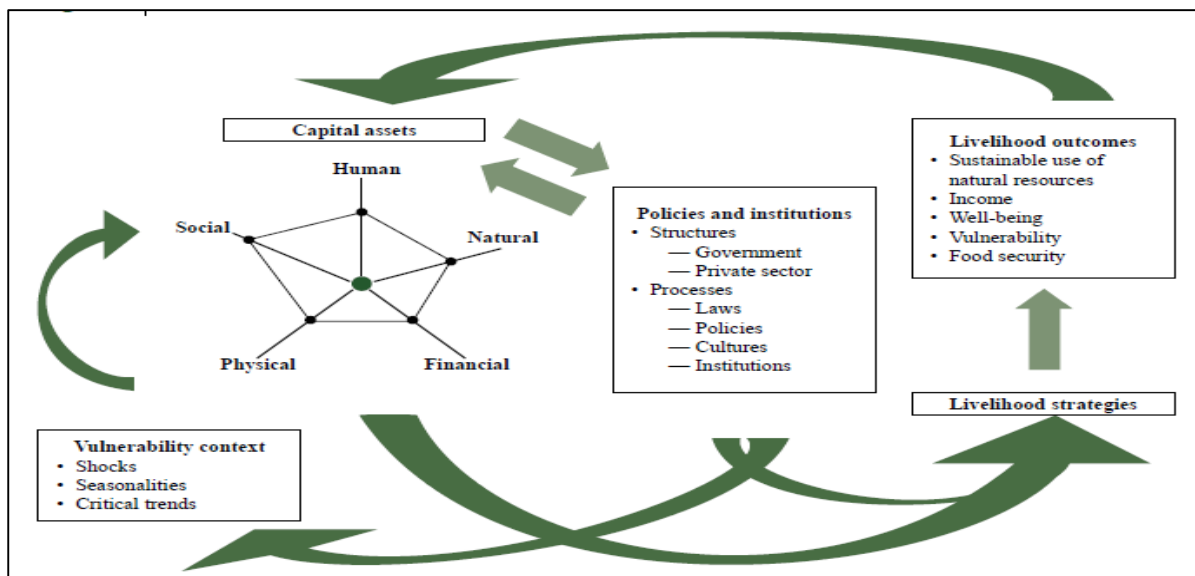 Capital assets
Human
Social
Natural
Physical
Financial
Policies and institutions
• Structures
— Government
— Private sector
• Processes
— Laws
— Policies
— Cultures
— Institutions
Livelihood outcomes
• Sustainable use of
natural resources
• Income
• Well-being
• Vulnerability
• Food security
Livelihood strategies
Vulnerability context
• Shocks
• Seasonalities
• Critical trends